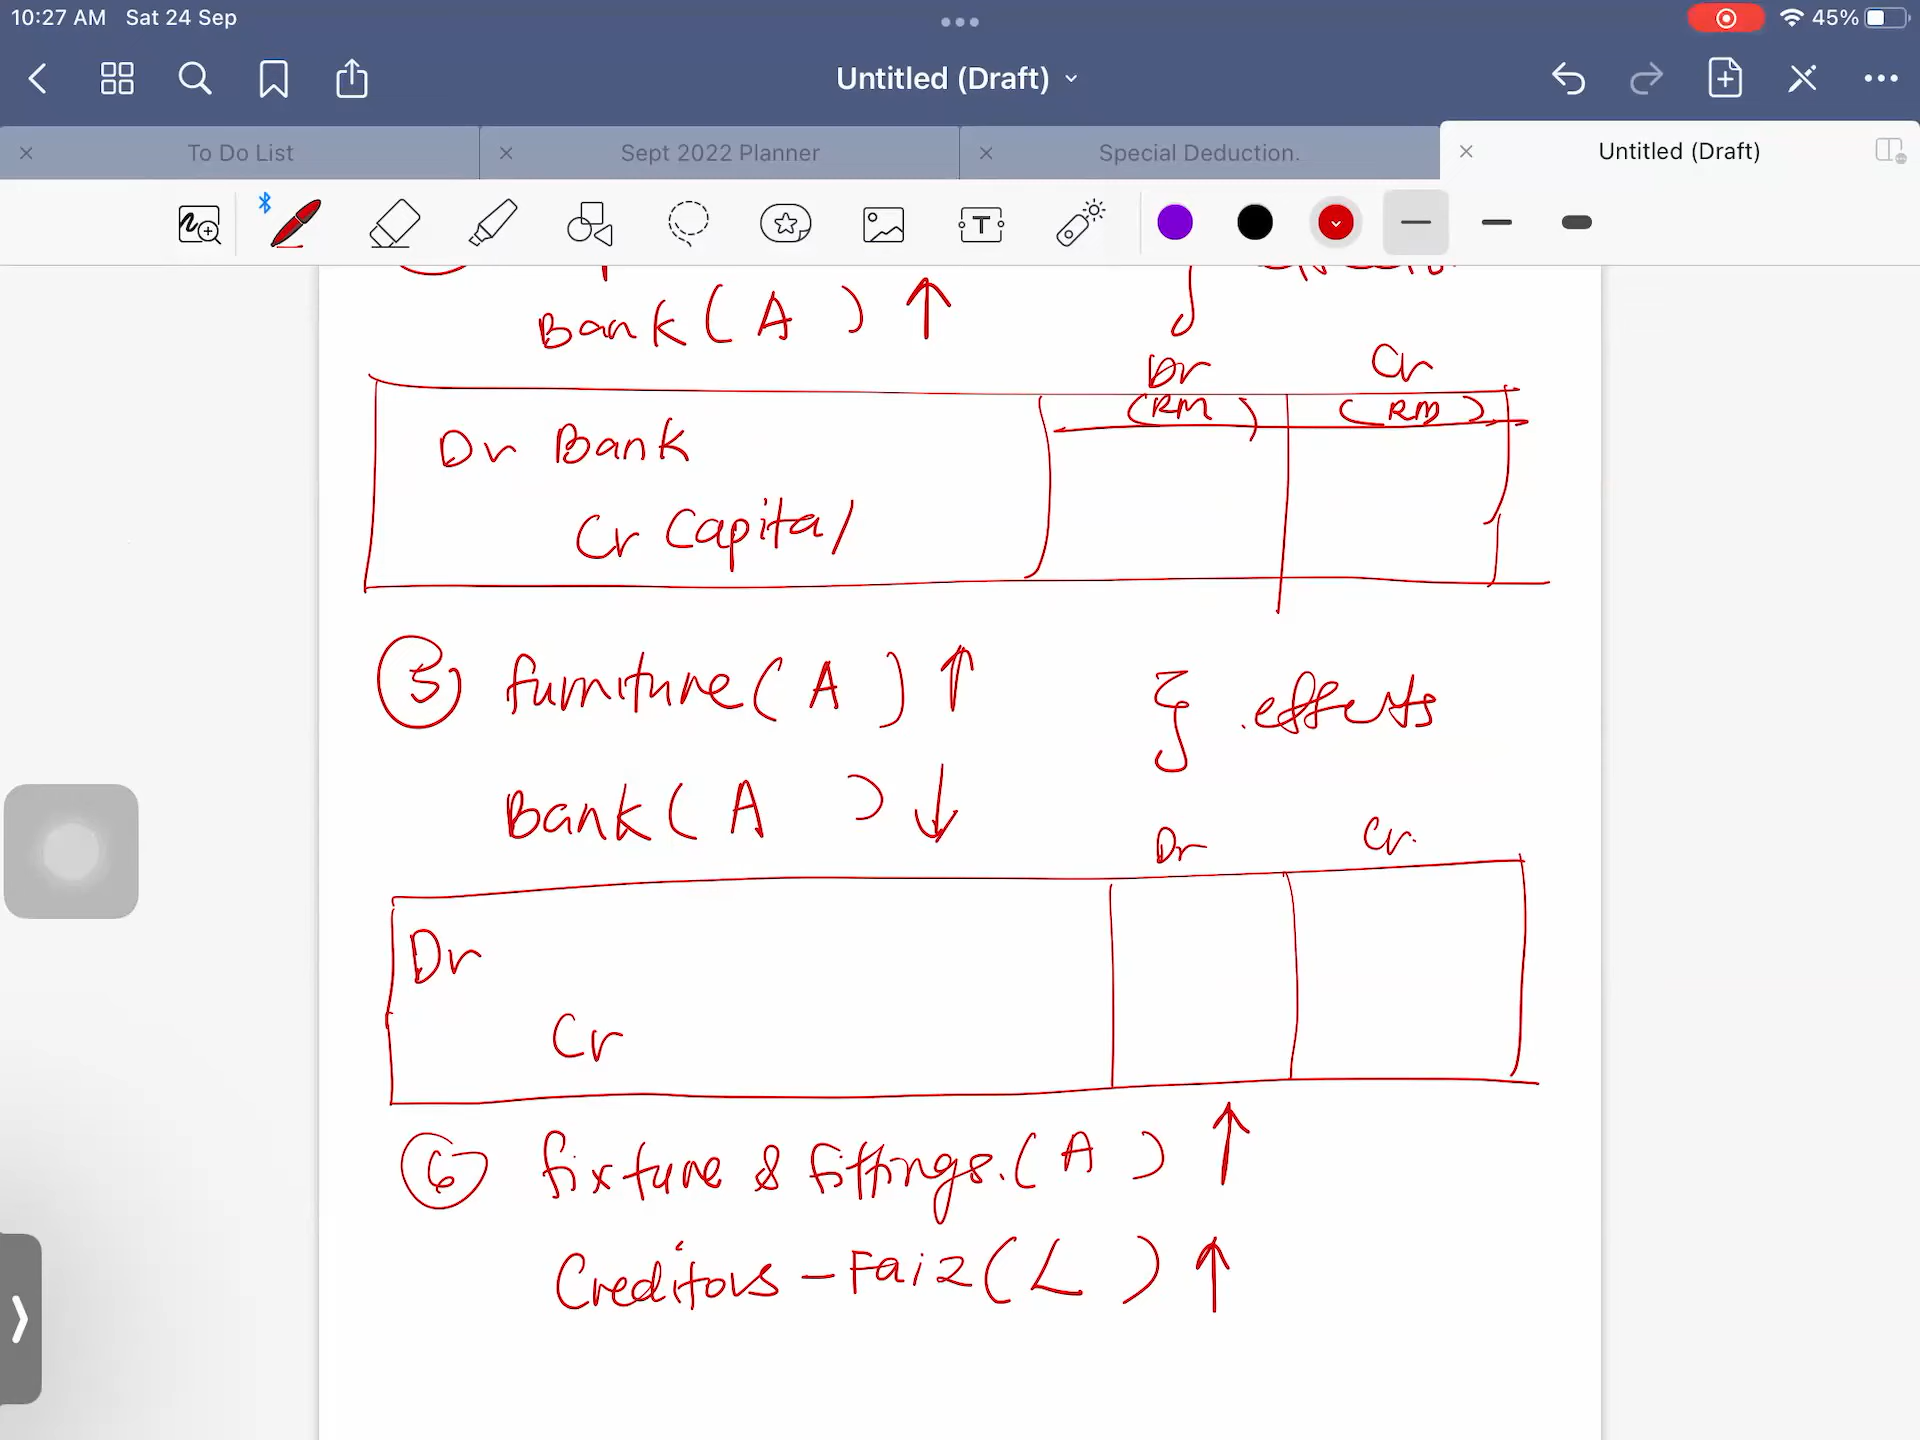 10:27 AM Sat 24 Sep
45%
Untitled (Draft)
To Do List
Sept 2022 Planner
Special Deduction.
Untitled (Draft)
T
Bank (A) ↑
Dr Cr
(RM) (RM)
Dr Bank
Cr Capital
5 furniture (A) ↑
} effects
Bank (A) ↓
Dr Cr.
Dr
Cr
6 fixture & fittings. (A) ↑
Creditors - Faiz (L) ↑